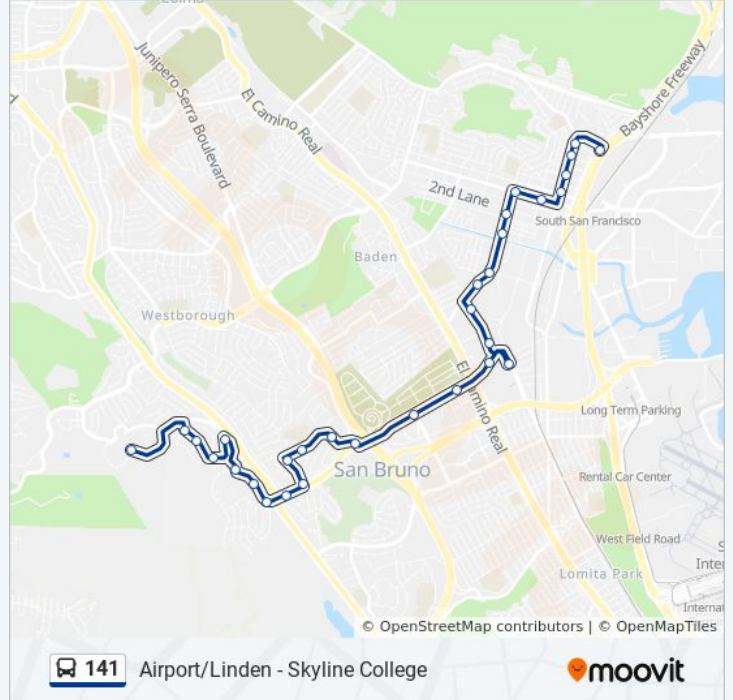 Colma
Junipero Serra Boulevard
El Camino Real
Bayshore Freeway
2nd Lane
South San Francisco
Baden
Westborough
El Camino Real
Long Term Parking
San Bruno
Rental Car Center
West Field Road
Lomita Park
© OpenStreetMap contributors | © OpenMapTiles
141 Airport/Linden - Skyline College
moovit